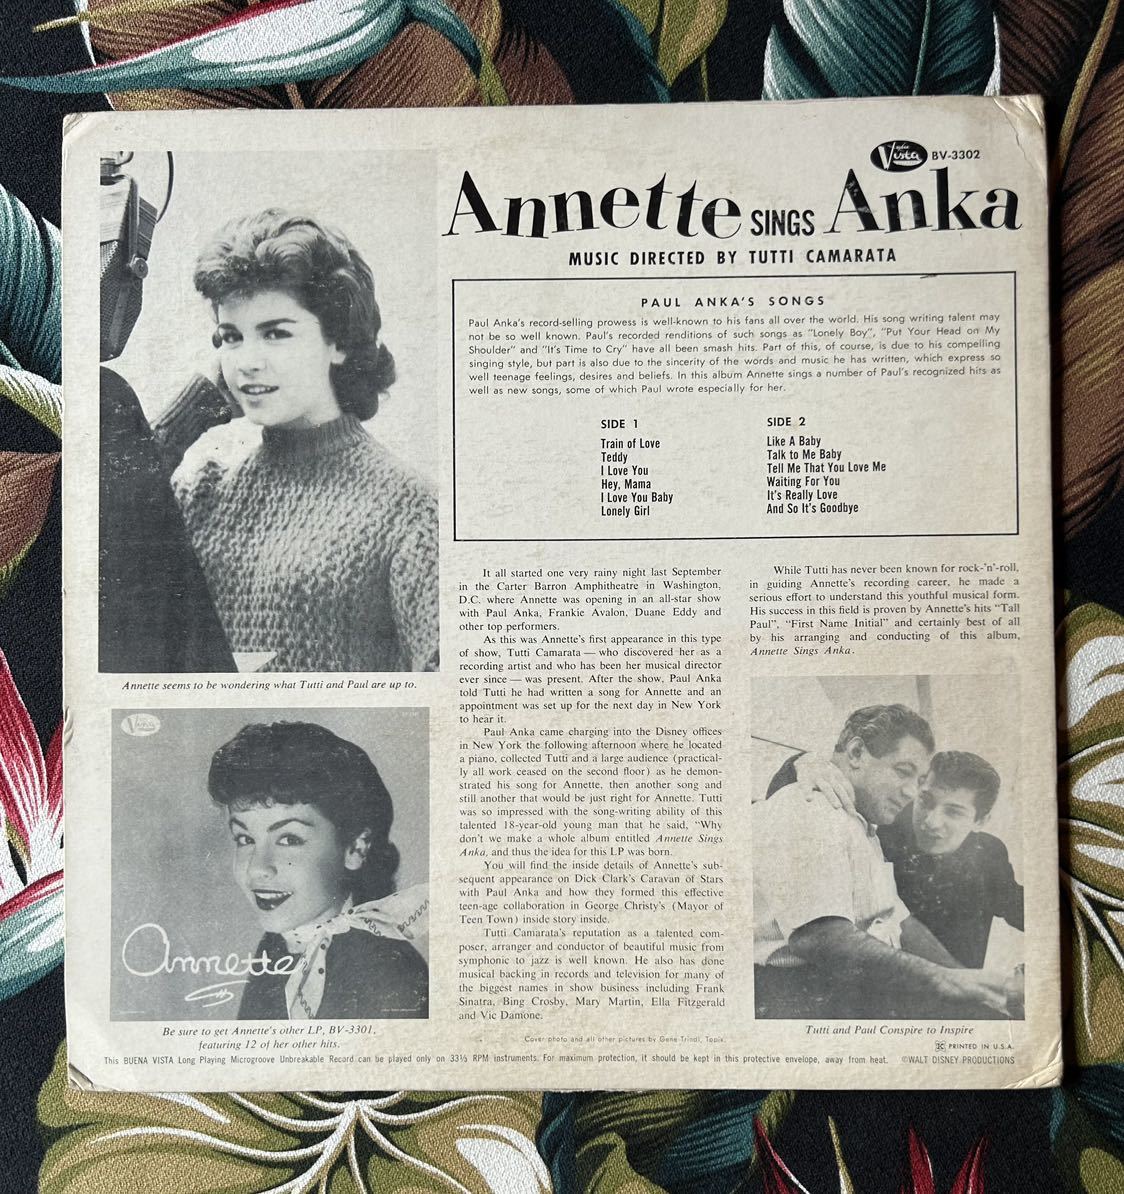 Vista BV-3302
Annette SINGS Anka
MUSIC DIRECTED BY TUTTI CAMARATA
PAUL ANKA'S SONGS
Paul Anka's record-selling prowess is well-known to his fans all over the world. His song writing talent may
not be so well known. Paul's recorded renditions of such songs as "Lonely Boy", "Put Your Head on My
Shoulder" and "It's Time to Cry" have all been smash hits. Part of this, of course, is due to his compelling
singing style, but part is also due to the sincerity of the words and music he has written, which express so
well teenage feelings, desires and beliefs. In this album Annette sings a number of Paul's recognized hits as
well as new songs, some of which Paul wrote especially for her.
SIDE 1
Train of Love
Teddy
I Love You
Hey, Mama
I Love You Baby
Lonely Girl
SIDE 2
Like A Baby
Talk to Me Baby
Tell Me That You Love Me
Waiting For You
It's Really Love
And So It's Goodbye
Annette seems to be wondering what Tutti and Paul are up to.
Annette
Be sure to get Annette's other LP, BV-3301,
featuring 12 of her other hits.
It all started one very rainy night last September
in the Carter Barron Amphitheatre in Washington,
D.C. where Annette was opening in an all-star show
with Paul Anka, Frankie Avalon, Duane Eddy and
other top performers.
As this was Annette's first appearance in this type
of show, Tutti Camarata — who discovered her as a
recording artist and who has been her musical director
ever since — was present. After the show, Paul Anka
told Tutti he had written a song for Annette and an
appointment was set up for the next day in New York
to hear it.
Paul Anka came charging into the Disney offices
in New York the following afternoon where he located
a piano, collected Tutti and a large audience (practical-
ly all work ceased on the second floor) as he demon-
strated his song for Annette, then another song and
still another that would be just right for Annette. Tutti
was so impressed with the song-writing ability of this
talented 18-year-old young man that he said, "Why
don't we make a whole album entitled Annette Sings
Anka, and thus the idea for this LP was born.
You will find the inside details of Annette's sub-
sequent appearance on Dick Clark's Caravan of Stars
with Paul Anka and how they formed this effective
teen-age collaboration in George Christy's (Mayor of
Teen Town) inside story inside.
Tutti Camarata's reputation as a talented com-
poser, arranger and conductor of beautiful music from
symphonic to jazz is well known. He also has done
musical backing in records and television for many of
the biggest names in show business including Frank
Sinatra, Bing Crosby, Mary Martin, Ella Fitzgerald
and Vic Damone.
While Tutti has never been known for rock-'n'-roll,
in guiding Annette's recording career, he made a
serious effort to understand this youthful musical form.
His success in this field is proven by Annette's hits "Tall
Paul", "First Name Initial" and certainly best of all
by his arranging and conducting of this album,
Annette Sings Anka.
Tutti and Paul Conspire to Inspire
Cover photo and all other pictures by Gene Trindl, Topix.
PRINTED IN U.S.A.
This BUENA VISTA Long Playing Microgroove Unbreakable Record can be played only on 33⅓ RPM instruments. For maximum protection, it should be kept in this protective envelope, away from heat. ©WALT DISNEY PRODUCTIONS